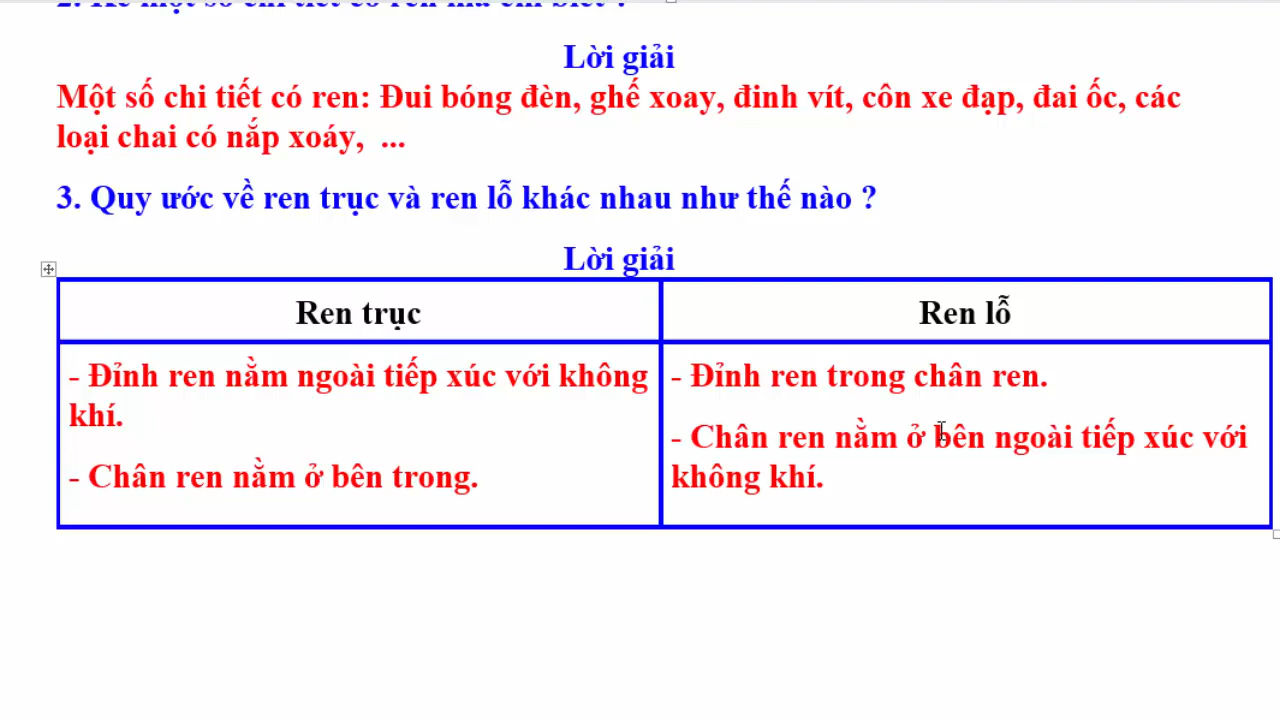 Lời giải
Một số chi tiết có ren: Đui bóng đèn, ghế xoay, đinh vít, côn xe đạp, đai ốc, các
loại chai có nắp xoáy, ...
3. Quy ước về ren trục và ren lỗ khác nhau như thế nào ?
Lời giải
Ren trục
Ren lỗ
- Đỉnh ren nằm ngoài tiếp xúc với không
khí.
- Chân ren nằm ở bên trong.
- Đỉnh ren trong chân ren.
- Chân ren nằm ở bên ngoài tiếp xúc với
không khí.